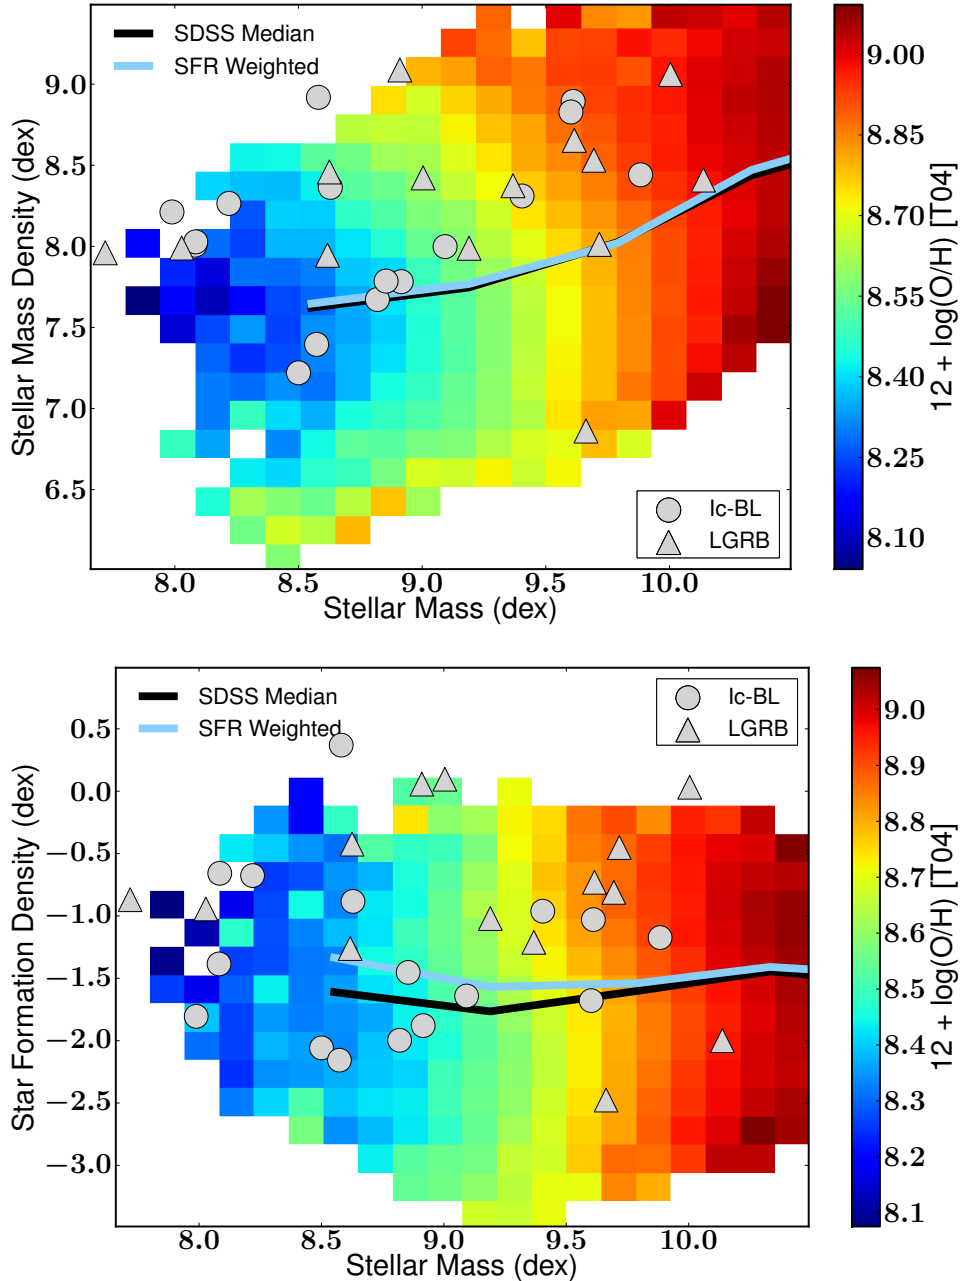 SDSS Median
SFR Weighted
Stellar Mass Density (dex)
9.0
8.5
8.0
7.5
7.0
6.5
Ic-BL
LGRB
8.0 8.5 9.0 9.5 10.0
Stellar Mass (dex)
9.00
8.85
8.70
8.55
8.40
8.25
8.10
12 + log(O/H) [T04]
SDSS Median
SFR Weighted
Ic-BL
LGRB
Star Formation Density (dex)
0.5
0.0
−0.5
−1.0
−1.5
−2.0
−2.5
−3.0
8.0 8.5 9.0 9.5 10.0
Stellar Mass (dex)
9.0
8.9
8.8
8.7
8.6
8.5
8.4
8.3
8.2
8.1
12 + log(O/H) [T04]